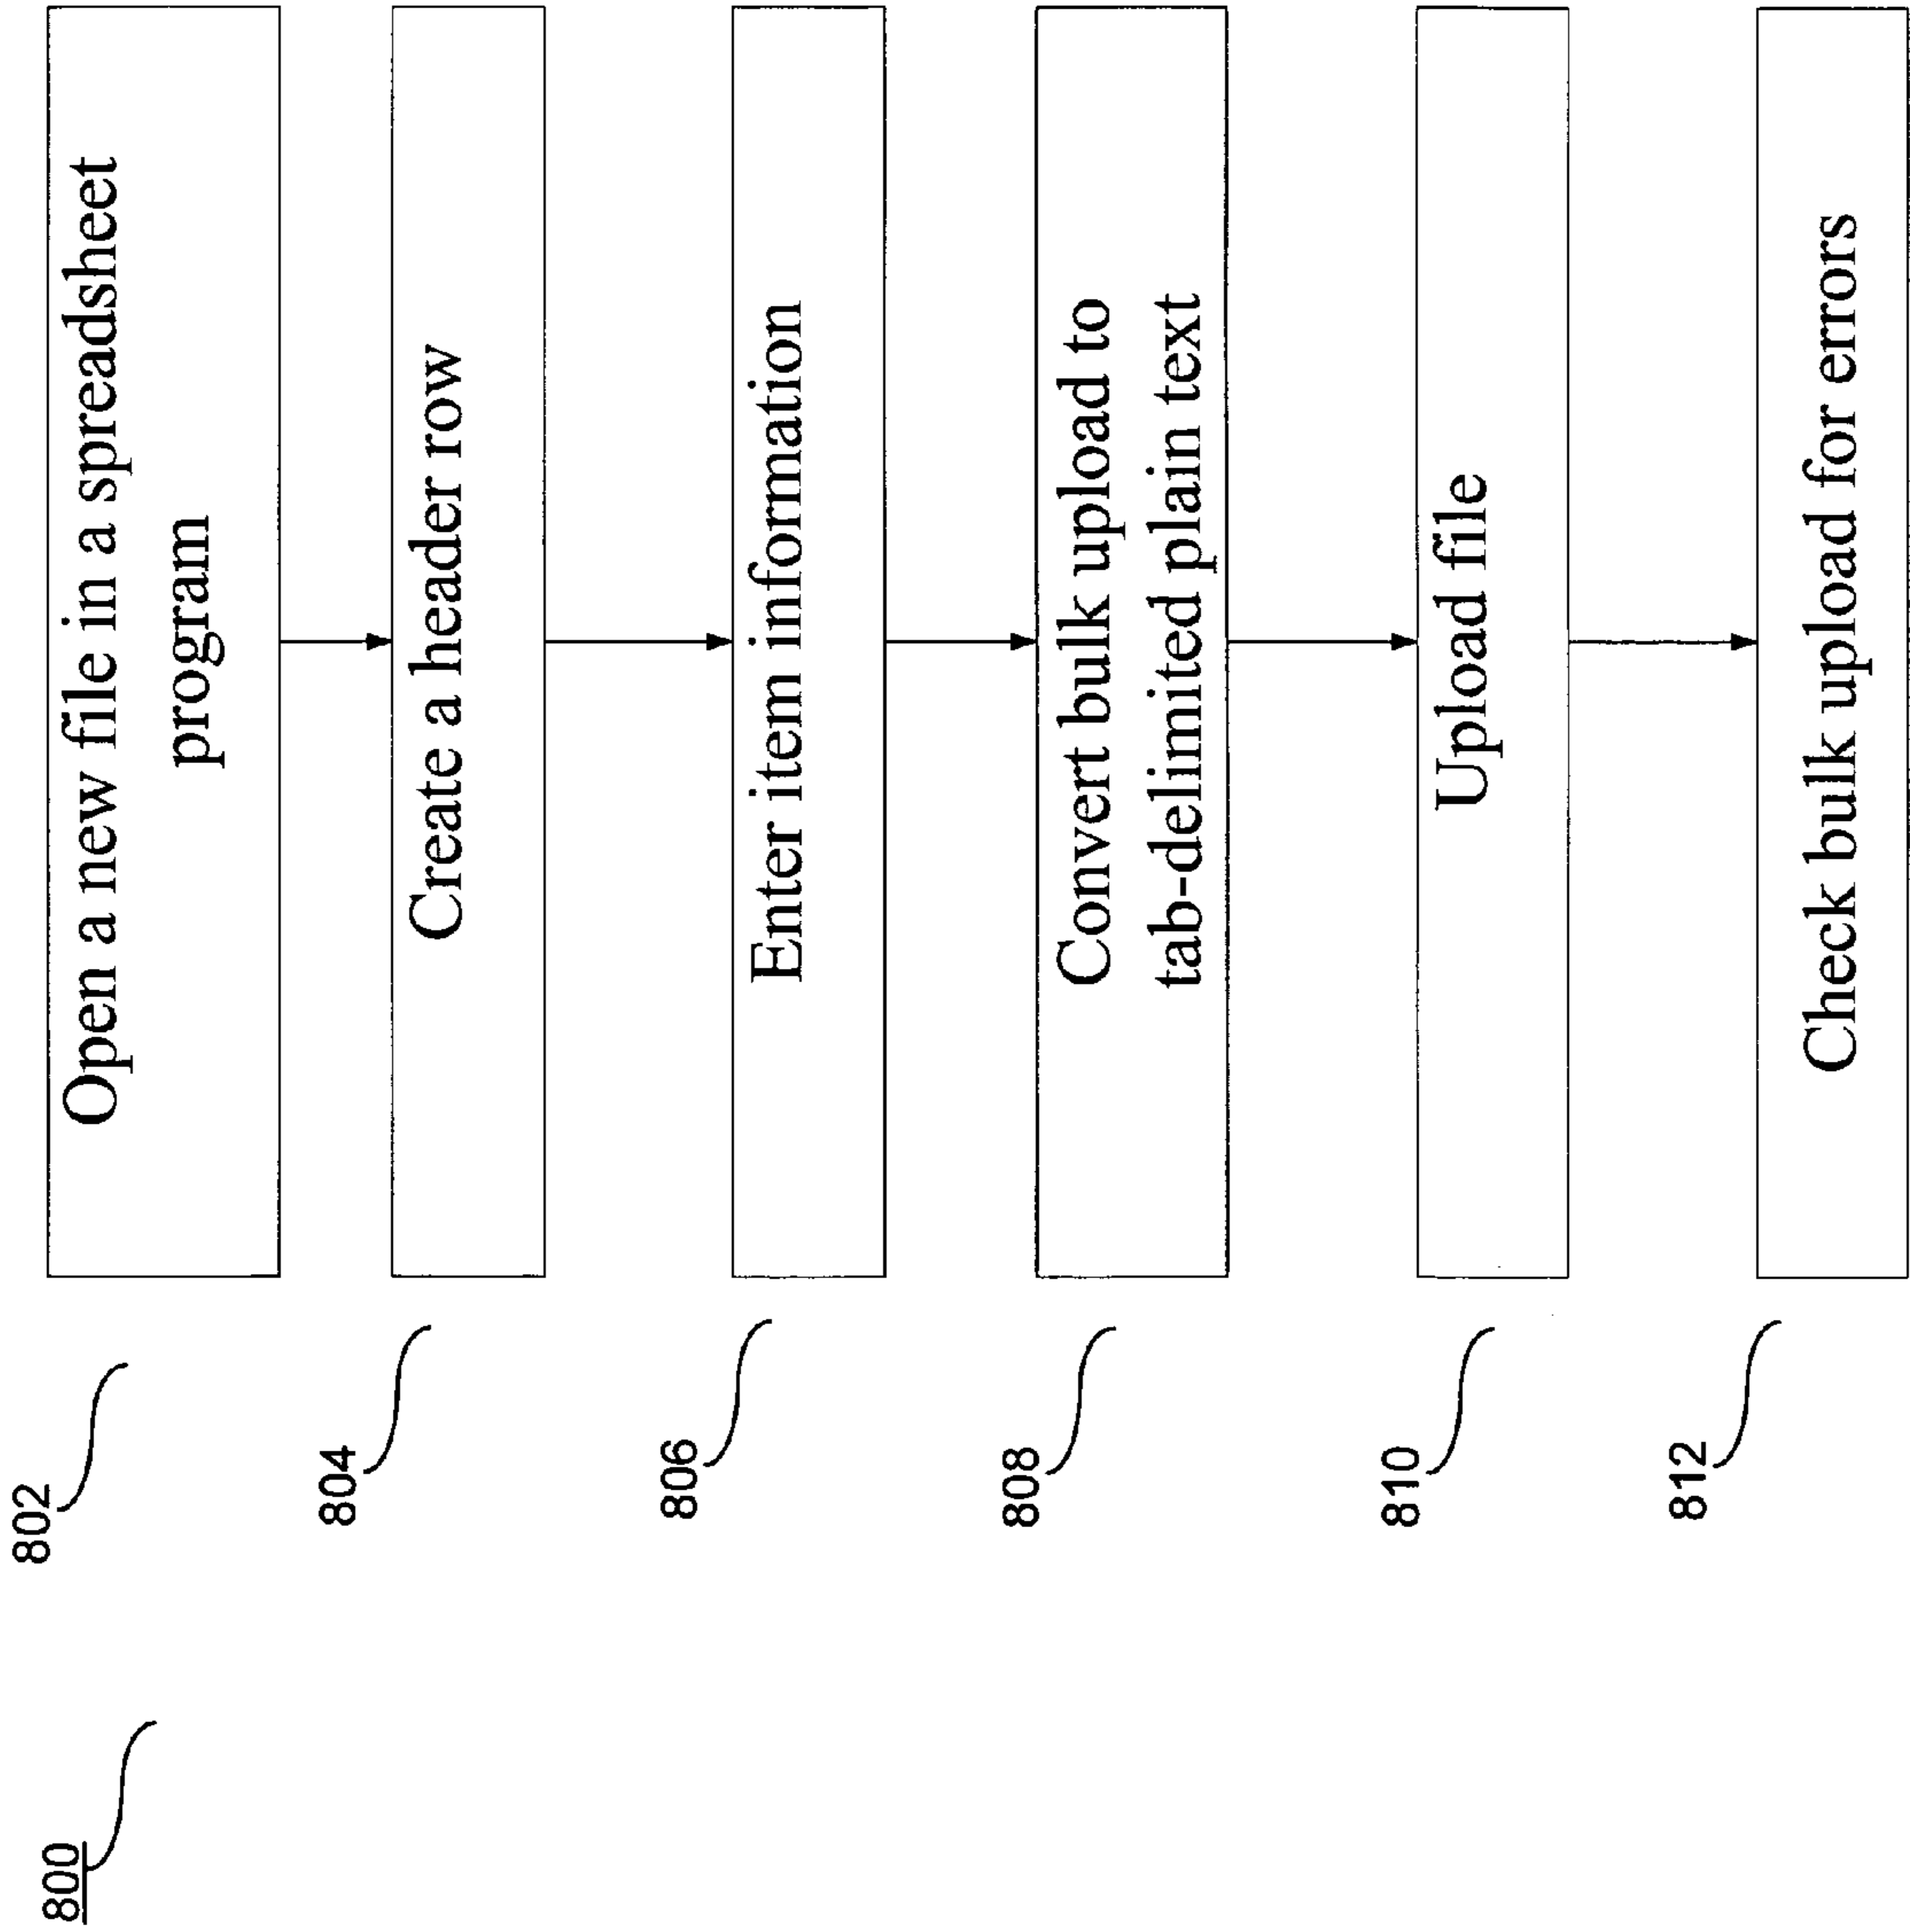 800
802
Open a new file in a spreadsheet
program
804
Create a header row
806
Enter item information
808
Convert bulk upload to
tab-delimited plain text
810
Upload file
812
Check bulk upload for errors